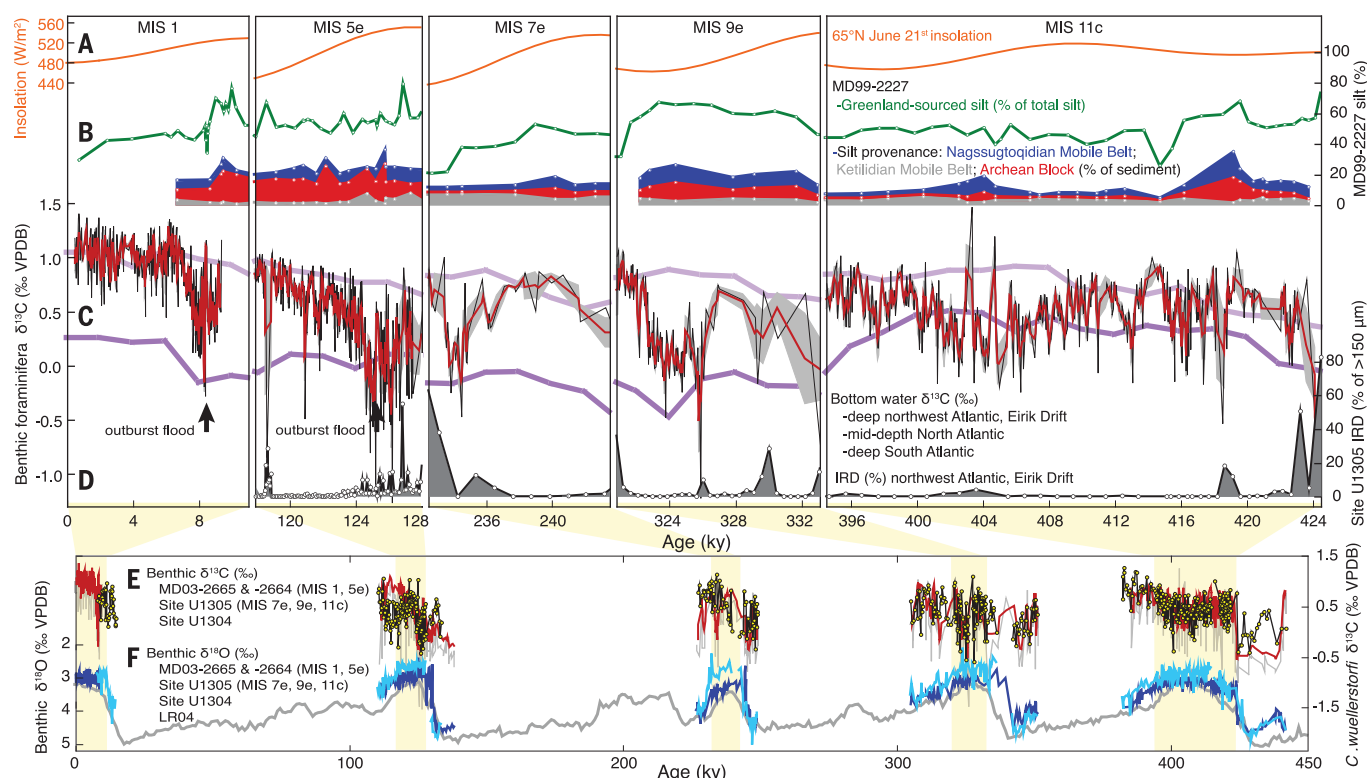 MIS 1 MIS 5e MIS 7e MIS 9e MIS 11c
A
Insolation (W/m²)
560
520
480
440
65°N June 21st insolation
B
MD99-2227
-Greenland-sourced silt (% of total silt)
-Silt provenance: Nagssugtoqidian Mobile Belt;
Ketilidian Mobile Belt; Archean Block (% of sediment)
100
80
60
40
20
0
MD99-2227 silt (%)
C
Benthic foraminifera δ¹³C (‰ VPDB)
1.5
1.0
0.5
0.0
-0.5
-1.0
outburst flood
outburst flood
Bottom water δ¹³C (‰)
-deep northwest Atlantic, Eirik Drift
-mid-depth North Atlantic
-deep South Atlantic
D
IRD (%) northwest Atlantic, Eirik Drift
80
60
40
20
0
Site U1305 IRD (% of >150 µm)
0 4 8 120 124 128 236 240 324 328 332 396 400 404 408 412 416 420 424
Age (ky)
E
Benthic δ¹³C (‰)
MD03-2665 & -2664 (MIS 1, 5e)
Site U1305 (MIS 7e, 9e, 11c)
Site U1304
1.5
0.5
-0.5
-1.5
C.wuellerstorfi δ¹³C (‰ VPDB)
F
Benthic δ¹⁸O (‰)
MD03-2665 & -2664 (MIS 1, 5e)
Site U1305 (MIS 7e, 9e, 11c)
Site U1304
LR04
Benthic δ¹⁸O (‰ VPDB)
2
3
4
5
0 100 200 300 400 450
Age (ky)